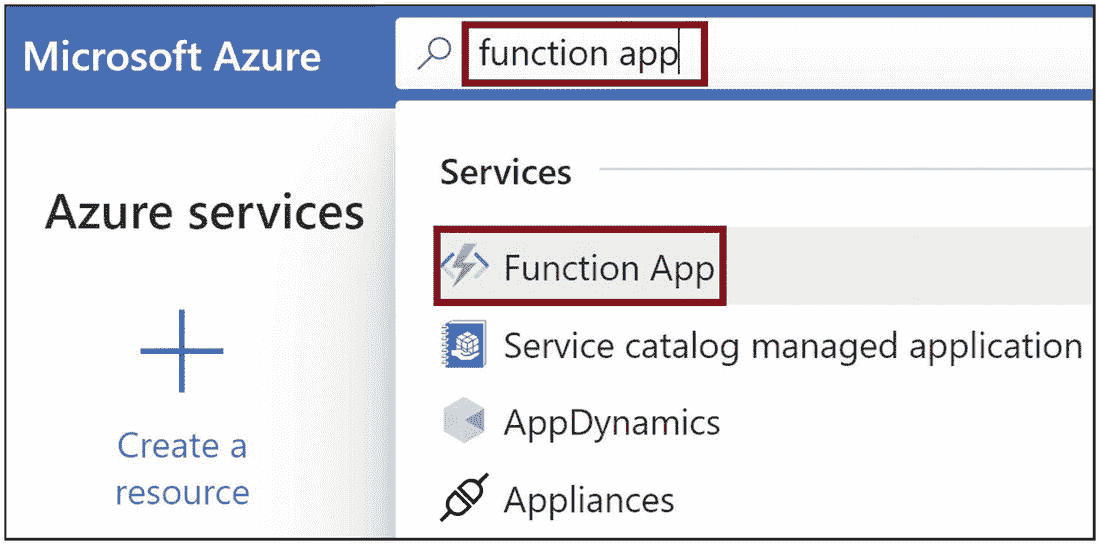 Microsoft Azure
function app
Azure services
Create a
resource
Services
Function App
Service catalog managed application
AppDynamics
Appliances